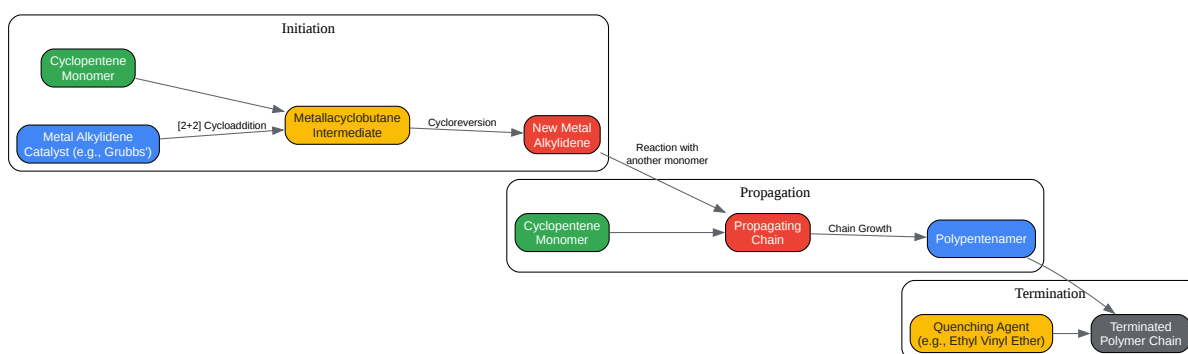 Initiation
Cyclopentene
Monomer
Metal Alkylidene
Catalyst (e.g., Grubbs')
[2+2] Cycloaddition
Metallacyclobutane
Intermediate
Cycloreversion
New Metal
Alkylidene
Reaction with
another monomer
Propagation
Cyclopentene
Monomer
Propagating
Chain
Chain Growth
Polypentenamer
Termination
Quenching Agent
(e.g., Ethyl Vinyl Ether)
Terminated
Polymer Chain